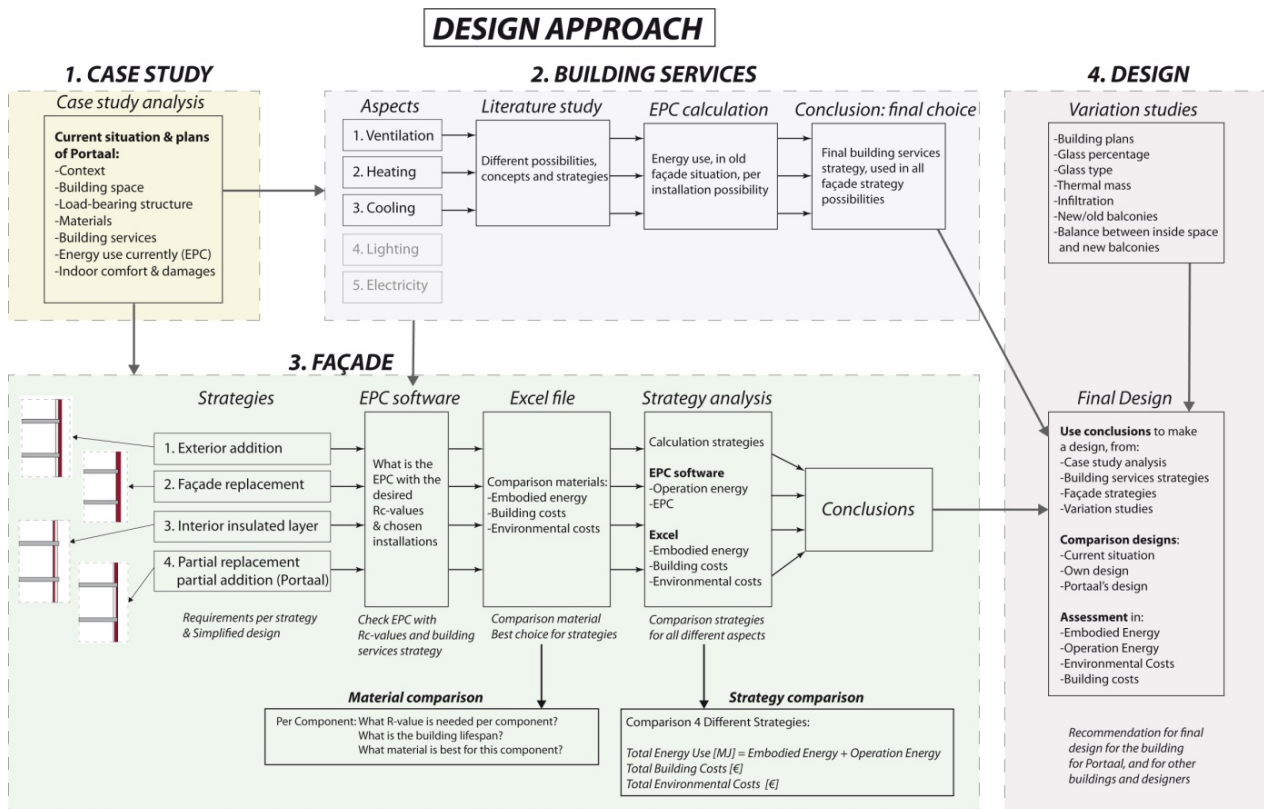 DESIGN APPROACH
1. CASE STUDY
Case study analysis
Current situation & plans
of Portaal:
-Context
-Building space
-Load-bearing structure
-Materials
-Building services
-Energy use currently (EPC)
-Indoor comfort & damages
2. BUILDING SERVICES
Aspects
1. Ventilation
2. Heating
3. Cooling
4. Lighting
5. Electricity
Literature study
Different possibilities,
concepts and strategies
EPC calculation
Energy use, in old
façade situation, per
installation possibility
Conclusion: final choice
Final building services
strategy, used in all
façade strategy
possibilities
3. FAÇADE
Strategies
1. Exterior addition
2. Façade replacement
3. Interior insulated layer
4. Partial replacement
partial addition (Portaal)
Requirements per strategy
& Simplified design
EPC software
What is the
EPC with the
desired
Rc-values
& chosen
installations
Check EPC with
Rc-values and building
services strategy
Excel file
Comparison materials:
-Embodied energy
-Building costs
-Environmental costs
Comparison material
Best choice for strategies
Strategy analysis
Calculation strategies
EPC software
-Operation energy
-EPC
Excel
-Embodied energy
-Building costs
-Environmental costs
Comparison strategies
for all different aspects
Conclusions
Material comparison
Per Component: What R-value is needed per component?
What is the building lifespan?
What material is best for this component?
Strategy comparison
Comparison 4 Different Strategies:
Total Energy Use [MJ] = Embodied Energy + Operation Energy
Total Building Costs [€]
Total Environmental Costs [€]
4. DESIGN
Variation studies
-Building plans
-Glass percentage
-Glass type
-Thermal mass
-Infiltration
-New/old balconies
-Balance between inside space
and new balconies
Final Design
Use conclusions to make
a design, from:
-Case study analysis
-Building services strategies
-Façade strategies
-Variation studies
Comparison designs:
-Current situation
-Own design
-Portaal's design
Assessment in:
-Embodied Energy
-Operation Energy
-Environmental Costs
-Building costs
Recommendation for final
design for the building
for Portaal, and for other
buildings and designers